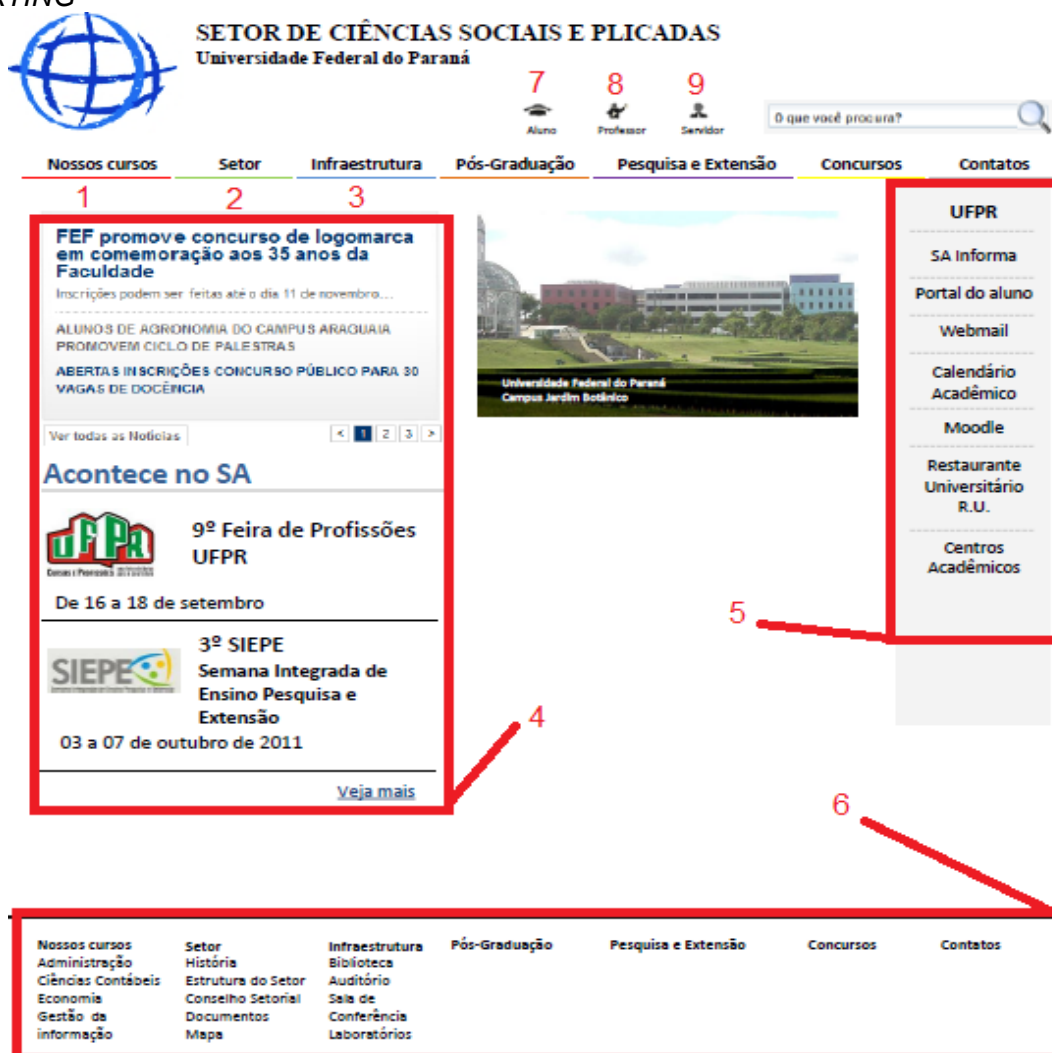 SETOR DE CIÊNCIAS SOCIAIS E PLICADAS
Universidade Federal do Paraná
7 8 9
Aluno Professor Servidor
O que você procura?
Nossos cursos Setor Infraestrutura Pós-Graduação Pesquisa e Extensão Concursos Contatos
1 2 3
FEF promove concurso de logomarca
em comemoração aos 35 anos da
Faculdade
Inscrições podem ser feitas até o dia 11 de novembro...
ALUNOS DE AGRONOMIA DO CAMPUS ARAGUAIA
PROMOVEM CICLO DE PALESTRAS
ABERTAS INSCRIÇÕES CONCURSO PÚBLICO PARA 30
VAGAS DE DOCÊNCIA
Ver todas as Notícias < 1 2 3 >
Universidade Federal do Paraná
Campus Jardim Botânico
Acontece no SA
UFPR
9º Feira de Profissões
UFPR
De 16 a 18 de setembro
SIEPE
3º SIEPE
Semana Integrada de
Ensino Pesquisa e
Extensão
03 a 07 de outubro de 2011
Veja mais
4
UFPR
SA Informa
Portal do aluno
Webmail
Calendário
Acadêmico
Moodle
Restaurante
Universitário
R.U.
Centros
Acadêmicos
5
6
Nossos cursos
Administração
Ciências Contábeis
Economia
Gestão da
informação
Setor
História
Estrutura do Setor
Conselho Setorial
Documentos
Mapa
Infraestrutura
Biblioteca
Auditório
Sala de
Conferência
Laboratórios
Pós-Graduação
Pesquisa e Extensão
Concursos
Contatos